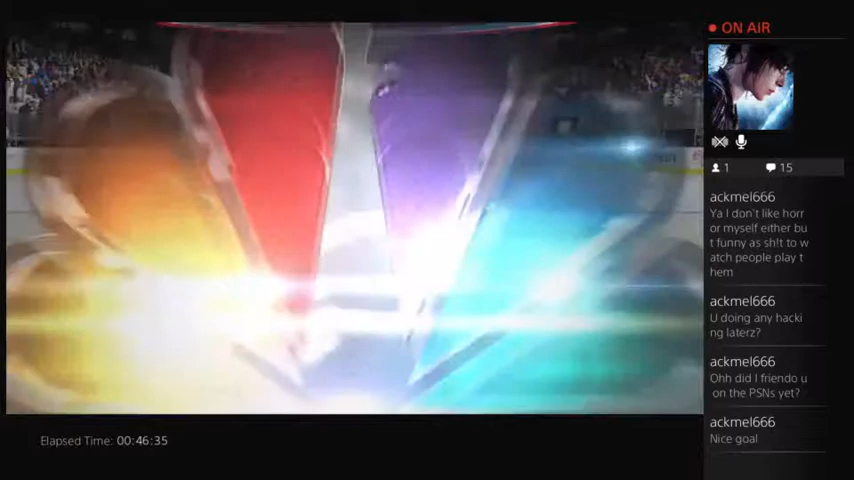 ON AIR
1
15
ackmel666
Ya I don't like horr
or myself either bu
t funny as sh!t to w
atch people play t
hem
ackmel666
U doing any hacki
ng laterz?
ackmel666
Ohh did I friendo u
on the PSNs yet?
ackmel666
Nice goal
Elapsed Time: 00:46:35